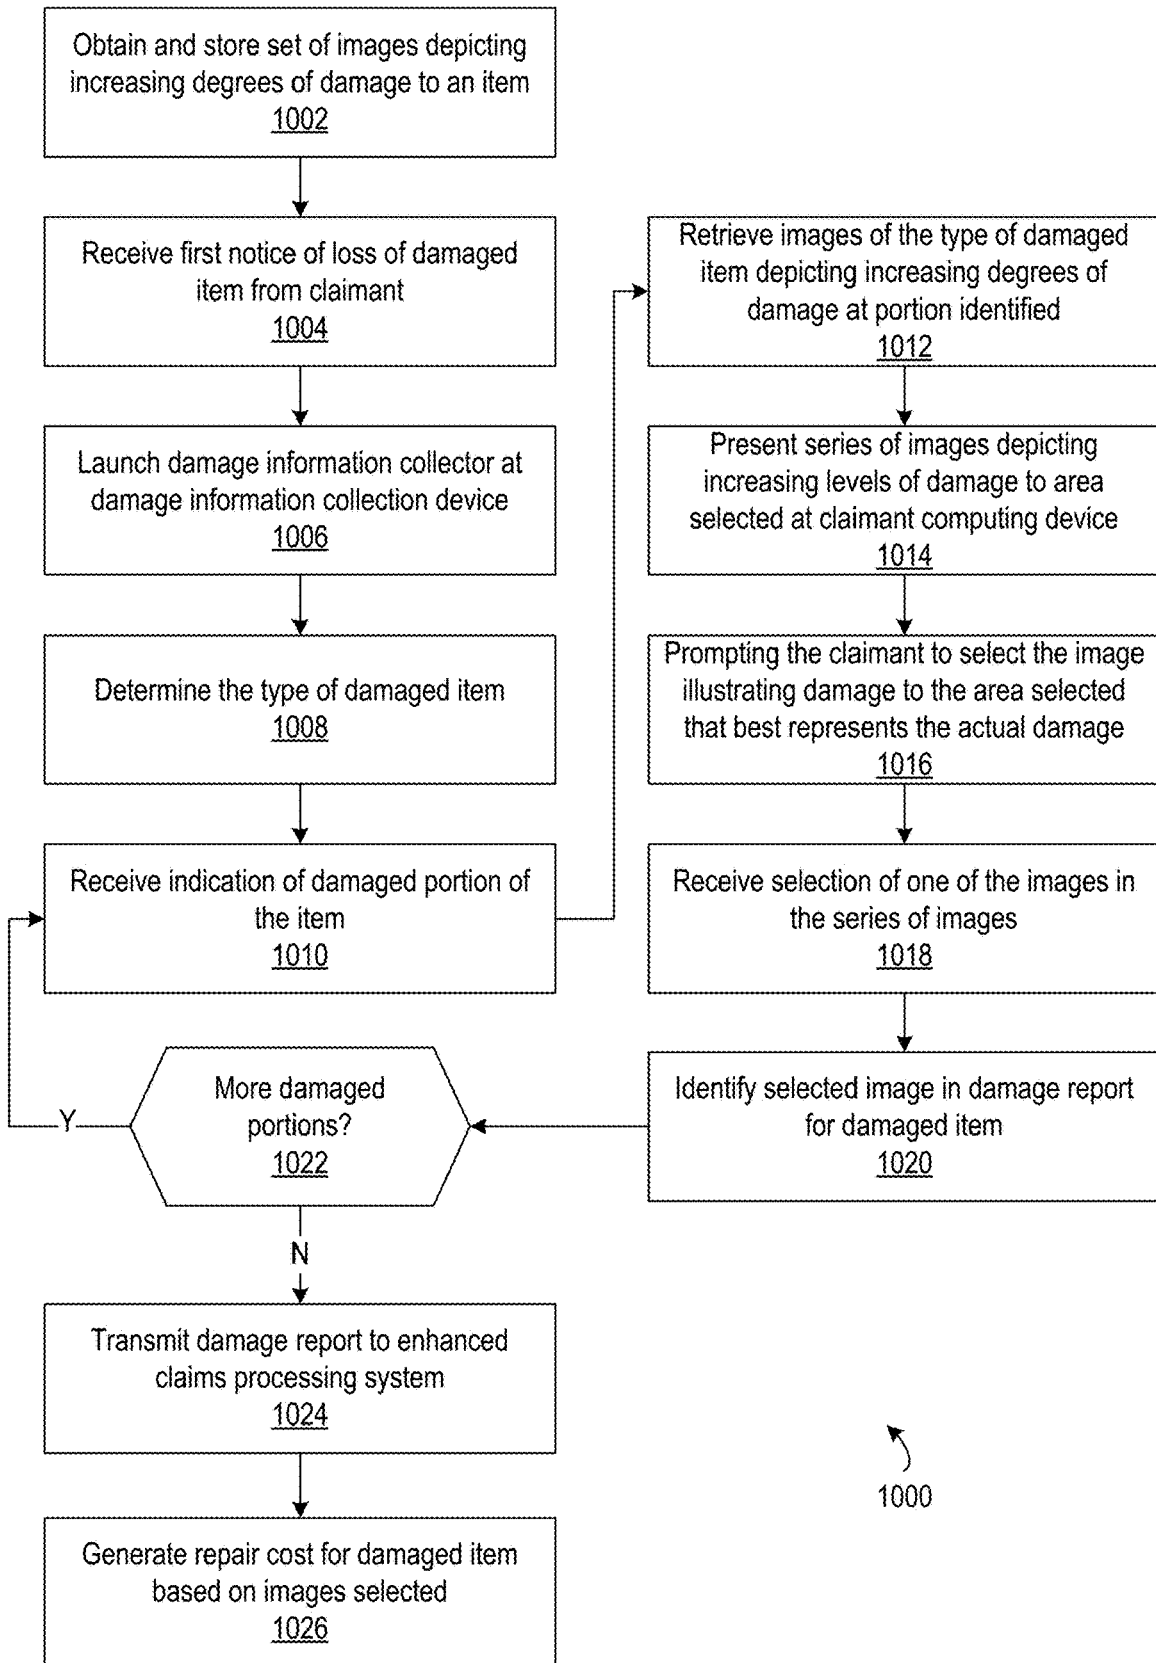 Obtain and store set of images depicting
increasing degrees of damage to an item
1002
Receive first notice of loss of damaged
item from claimant
1004
Launch damage information collector at
damage information collection device
1006
Determine the type of damaged item
1008
Receive indication of damaged portion of
the item
1010
Retrieve images of the type of damaged
item depicting increasing degrees of
damage at portion identified
1012
Present series of images depicting
increasing levels of damage to area
selected at claimant computing device
1014
Prompting the claimant to select the image
illustrating damage to the area selected
that best represents the actual damage
1016
Receive selection of one of the images in
the series of images
1018
Identify selected image in damage report
for damaged item
1020
More damaged
portions?
1022
Y
N
Transmit damage report to enhanced
claims processing system
1024
Generate repair cost for damaged item
based on images selected
1026
1000